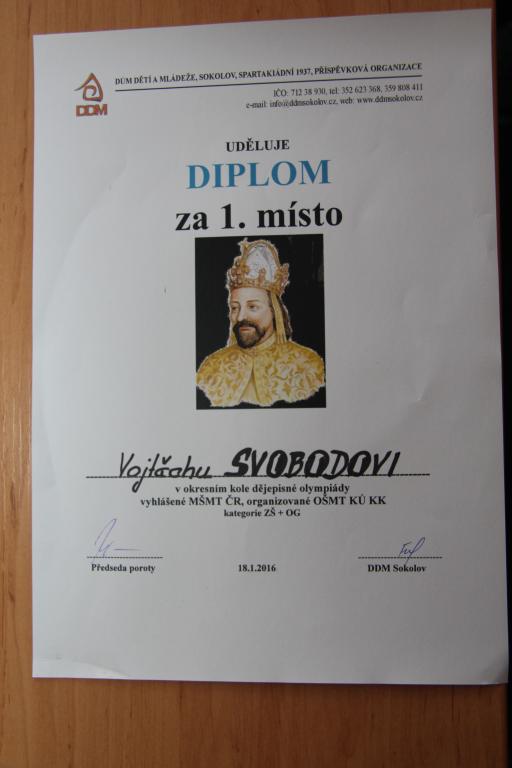 DŮM DĚTÍ A MLÁDEŽE, SOKOLOV, SPARTAKIÁDNÍ 1937, PŘÍSPĚVKOVÁ ORGANIZACE
DDM
IČO: 712 38 930, tel: 352 623 368, 359 808 411
e-mail: info@ddmsokolov.cz, web: www.ddmsokolov.cz
UDĚLUJE
DIPLOM
za 1. místo
Vojtěchu SVOBODOVI
v okresním kole dějepisné olympiády
vyhlášené MŠMT ČR, organizované OŠMT KÚ KK
kategorie ZŠ + OG
Předseda poroty 18.1.2016 DDM Sokolov